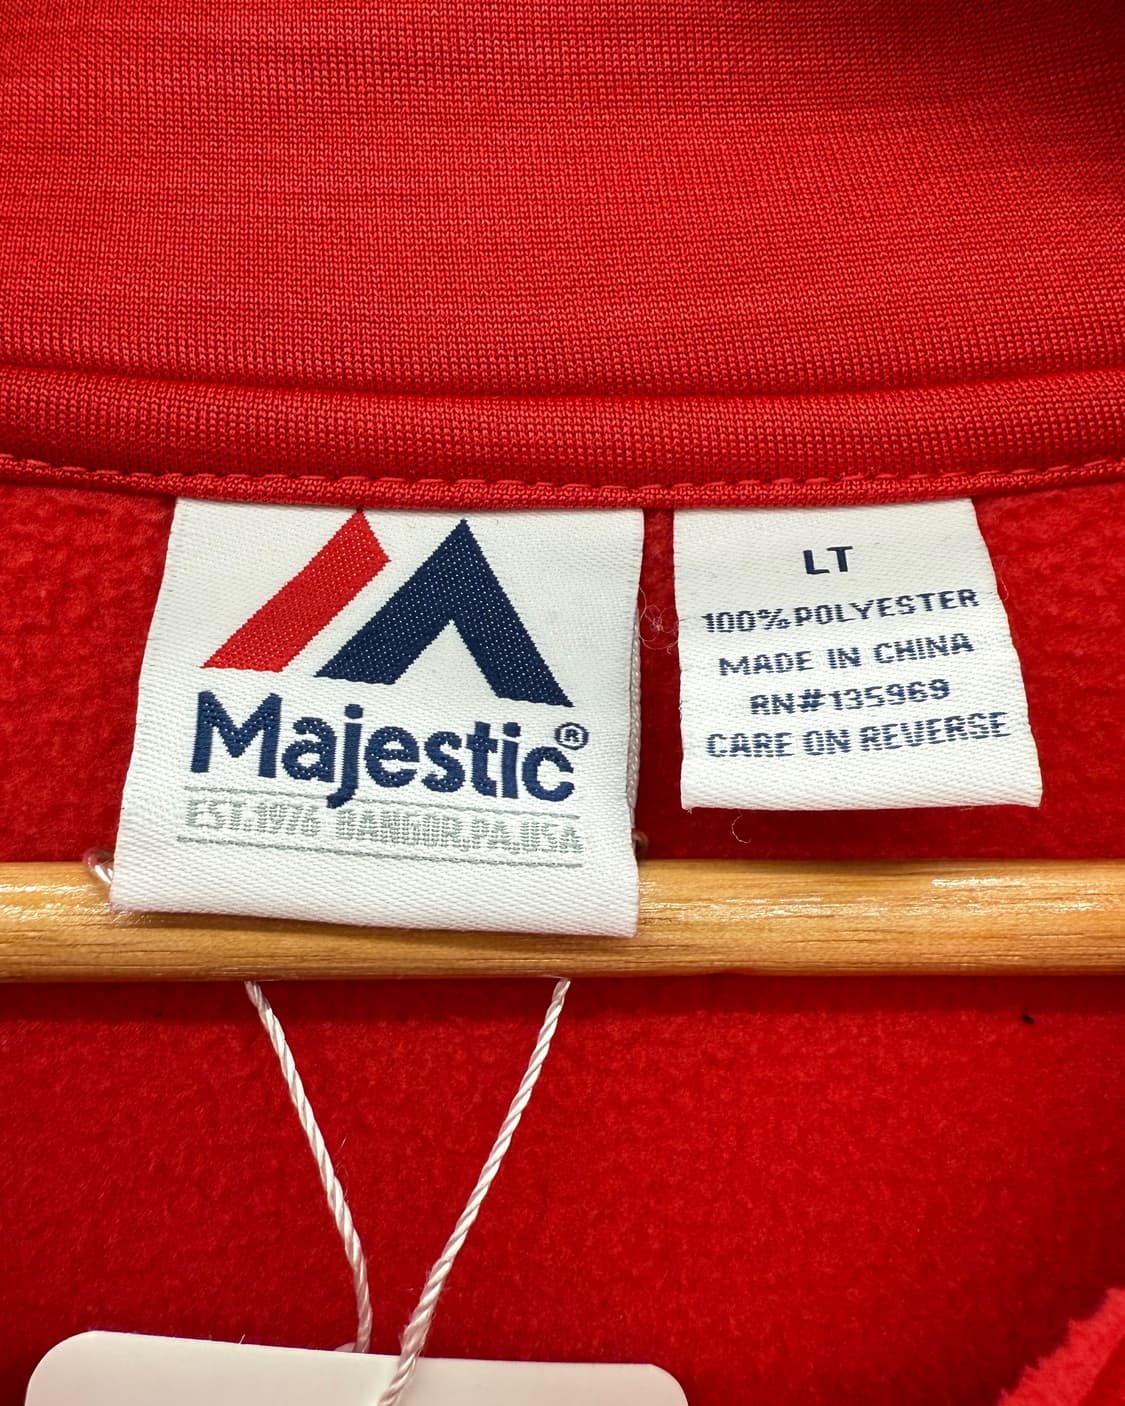 Majestic®
EST.1976 BANGOR,PA,USA
LT
100% POLYESTER
MADE IN CHINA
RN#135969
CARE ON REVERSE